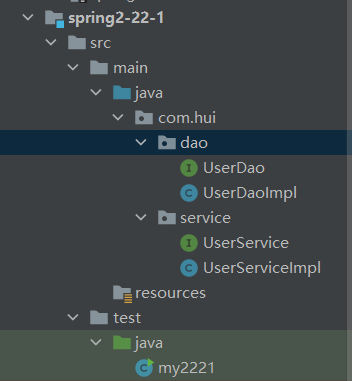 spring2-22-1
src
main
java
com.hui
dao
UserDao
UserDaoImpl
service
UserService
UserServiceImpl
resources
test
java
my2221